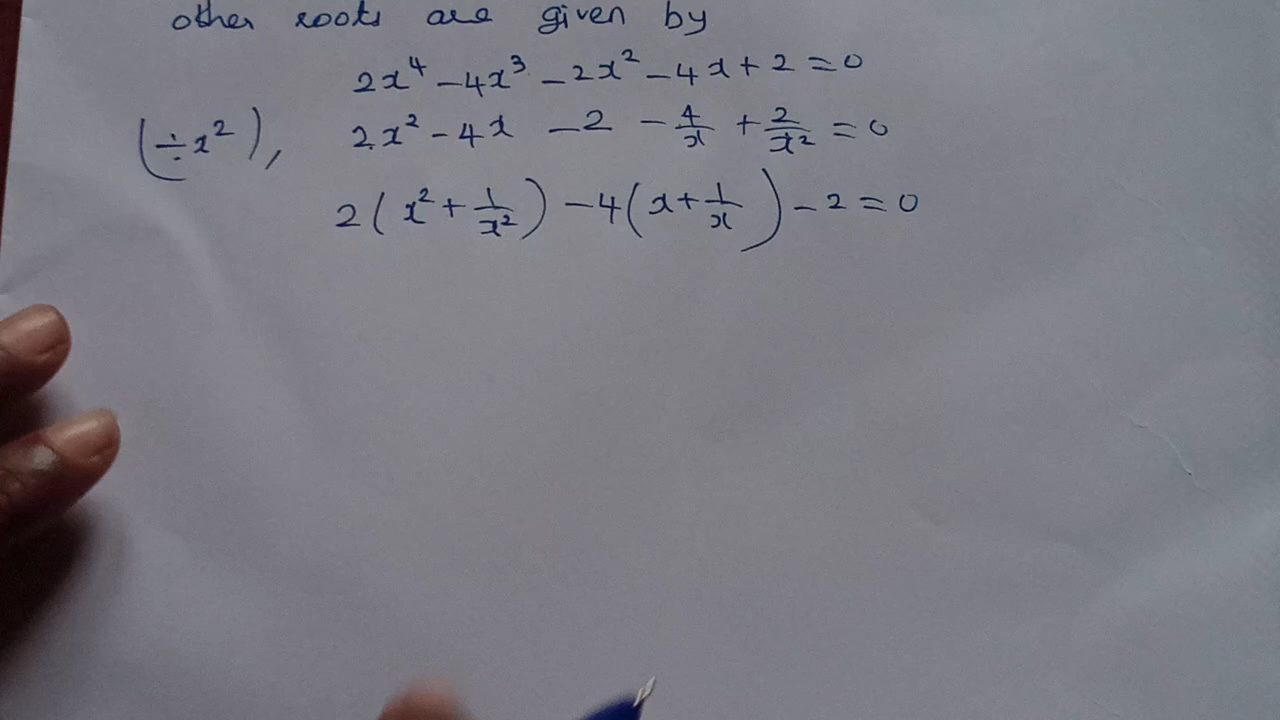 other roots are given by
2x⁴ - 4x³ - 2x² - 4x + 2 = 0
(÷x²), 2x² - 4x - 2 - 4/x + 2/x² = 0
2(x² + 1/x²) - 4(x + 1/x) - 2 = 0